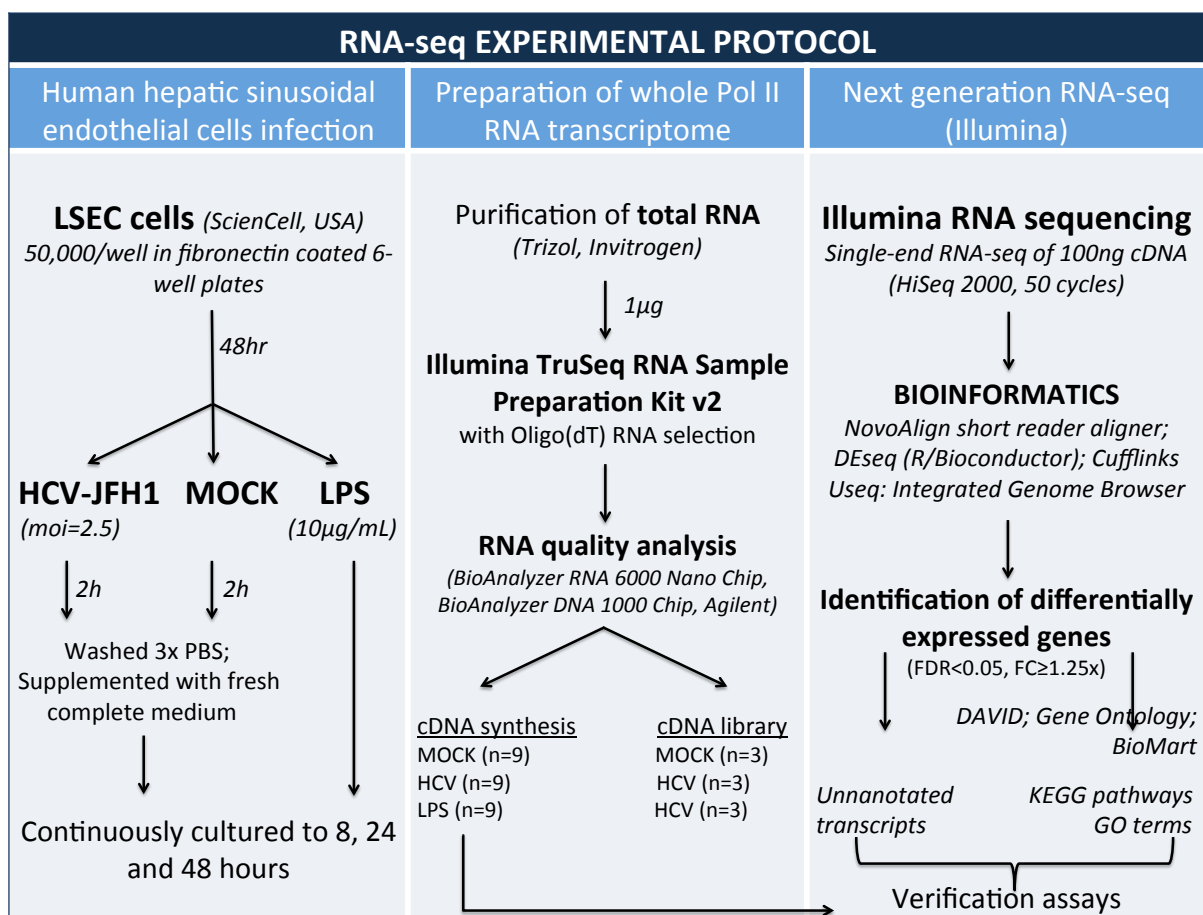 RNA-seq EXPERIMENTAL PROTOCOL
Human hepatic sinusoidal
endothelial cells infection
LSEC cells (ScienCell, USA)
50,000/well in fibronectin coated 6-
well plates
48hr
HCV-JFH1 MOCK LPS
(moi=2.5) (10µg/mL)
2h 2h
Washed 3x PBS;
Supplemented with fresh
complete medium
Continuously cultured to 8, 24
and 48 hours
Preparation of whole Pol II
RNA transcriptome
Purification of total RNA
(Trizol, Invitrogen)
1µg
Illumina TruSeq RNA Sample
Preparation Kit v2
with Oligo(dT) RNA selection
RNA quality analysis
(BioAnalyzer RNA 6000 Nano Chip,
BioAnalyzer DNA 1000 Chip, Agilent)
cDNA synthesis
MOCK (n=9)
HCV (n=9)
LPS (n=9)
cDNA library
MOCK (n=3)
HCV (n=3)
HCV (n=3)
Next generation RNA-seq
(Illumina)
Illumina RNA sequencing
Single-end RNA-seq of 100ng cDNA
(HiSeq 2000, 50 cycles)
BIOINFORMATICS
NovoAlign short reader aligner;
DEseq (R/Bioconductor); Cufflinks
Useq: Integrated Genome Browser
Identification of differentially
expressed genes
(FDR<0.05, FC≥1.25x)
DAVID; Gene Ontology;
BioMart
Unnanotated
transcripts
KEGG pathways
GO terms
Verification assays